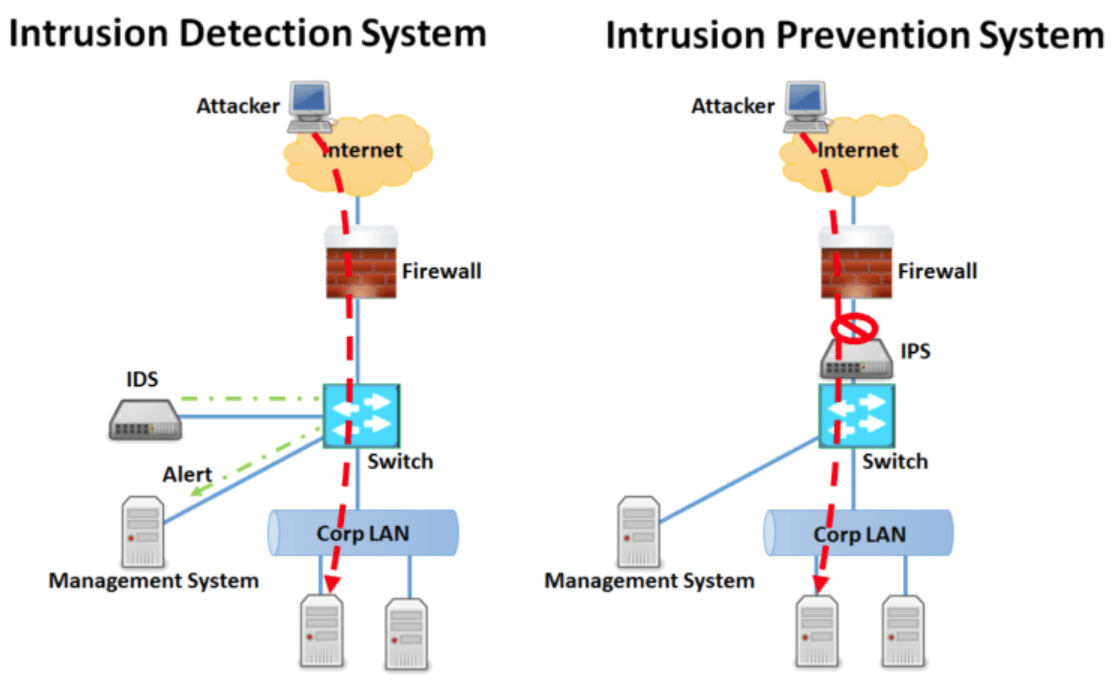 Intrusion Detection System
Attacker
Internet
Firewall
IDS
Switch
Alert
Corp LAN
Management System
Intrusion Prevention System
Attacker
Internet
Firewall
IPS
Switch
Corp LAN
Management System